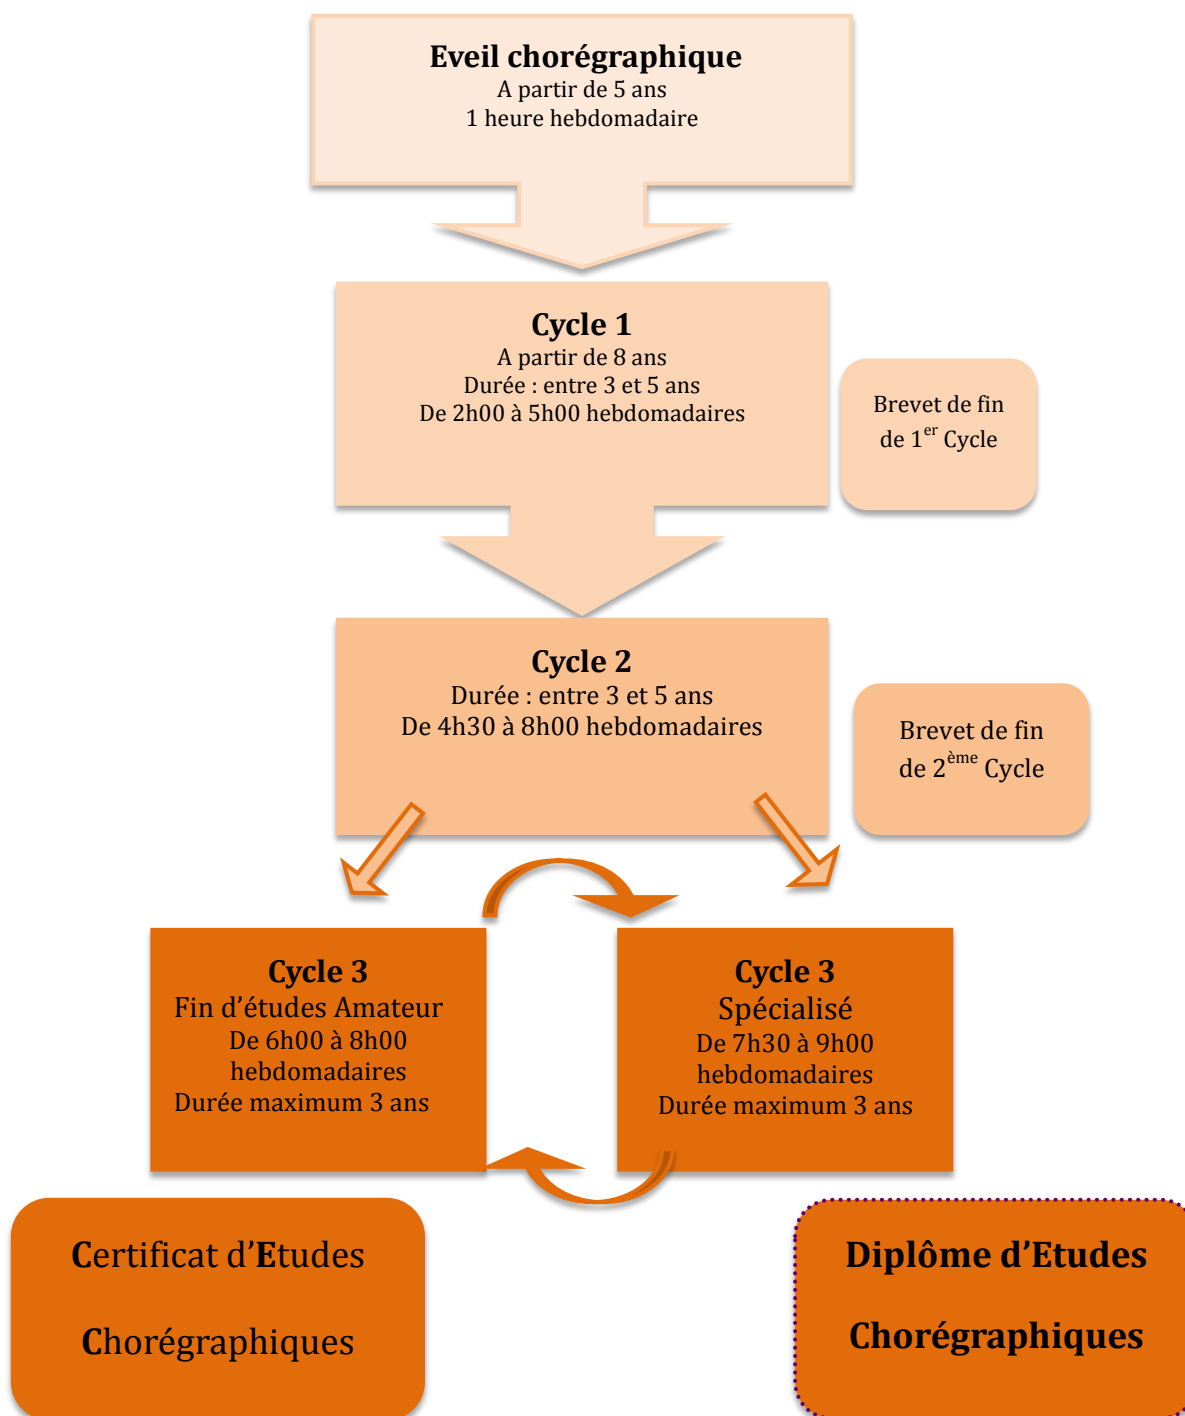 Eveil chorégraphique
A partir de 5 ans
1 heure hebdomadaire
Cycle 1
A partir de 8 ans
Durée : entre 3 et 5 ans
De 2h00 à 5h00 hebdomadaires
Brevet de fin
de 1er Cycle
Cycle 2
Durée : entre 3 et 5 ans
De 4h30 à 8h00 hebdomadaires
Brevet de fin
de 2ème Cycle
Cycle 3
Fin d’études Amateur
De 6h00 à 8h00
hebdomadaires
Durée maximum 3 ans
Cycle 3
Spécialisé
De 7h30 à 9h00
hebdomadaires
Durée maximum 3 ans
Certificat d’Etudes
Chorégraphiques
Diplôme d’Etudes
Chorégraphiques